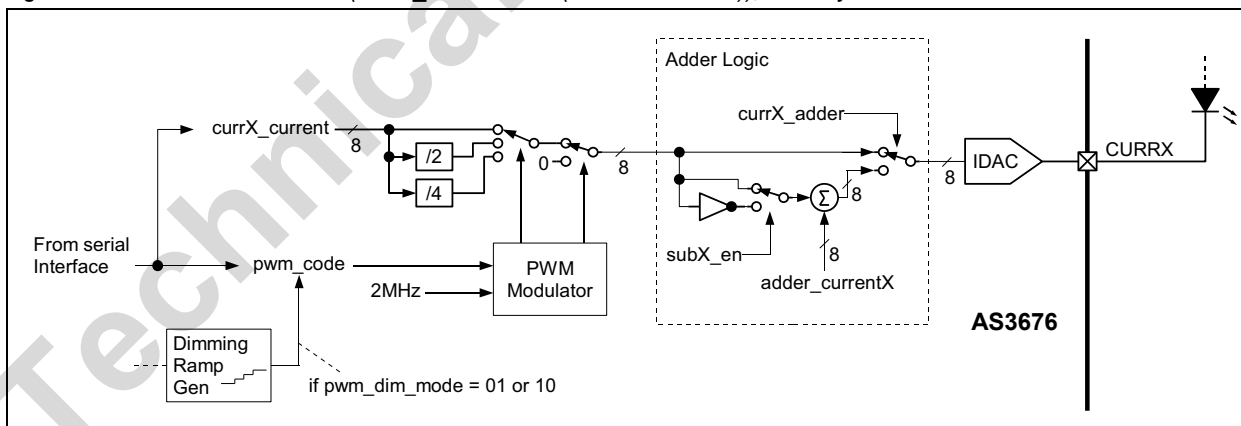 Adder Logic
currX_adder
currX_current
8
/2
/4
0
8
8
8
IDAC
CURRX
From serial
Interface
pwm_code
2MHz
PWM
Modulator
subX_en
Σ
8
adder_currentX
AS3676
Dimming
Ramp
Gen
if pwm_dim_mode = 01 or 10
Technical